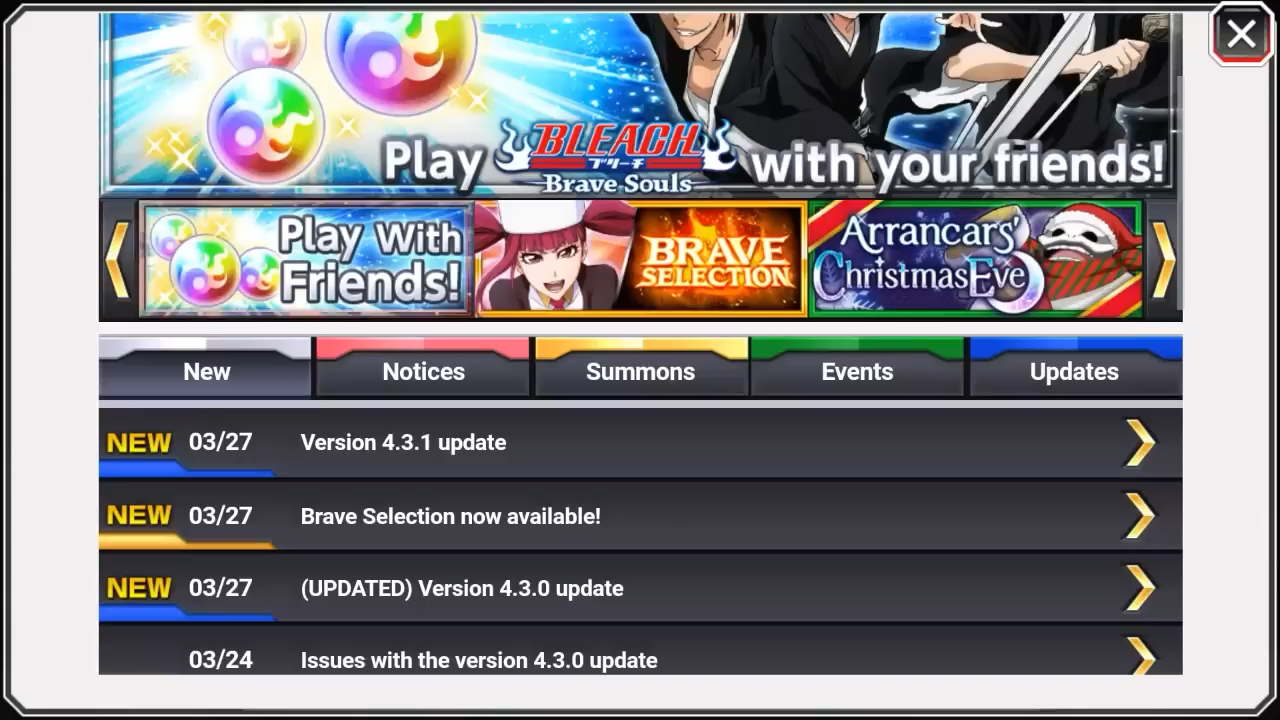 Play BLEACH with your friends!
ブリーチ
Brave Souls
Play With
Friends!
BRAVE
SELECTION
Arrancars'
Christmas Eve
New
Notices
Summons
Events
Updates
NEW 03/27 Version 4.3.1 update
NEW 03/27 Brave Selection now available!
NEW 03/27 (UPDATED) Version 4.3.0 update
03/24 Issues with the version 4.3.0 update